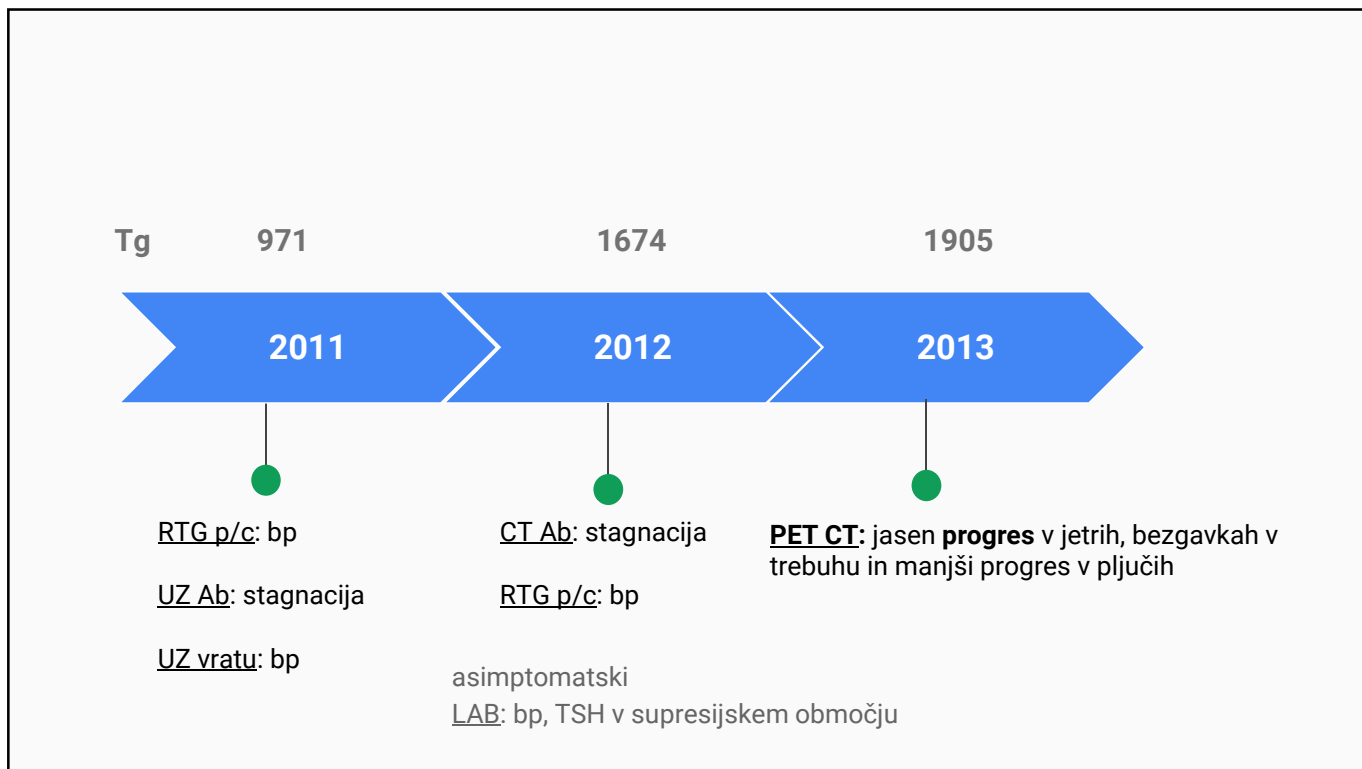 Tg 971 1674 1905
2011 2012 2013
RTG p/c: bp
UZ Ab: stagnacija
UZ vratu: bp
CT Ab: stagnacija
RTG p/c: bp
PET CT: jasen progres v jetrih, bezgavkah v
trebuhu in manjši progres v pljučih
asimptomatski
LAB: bp, TSH v supresijskem območju